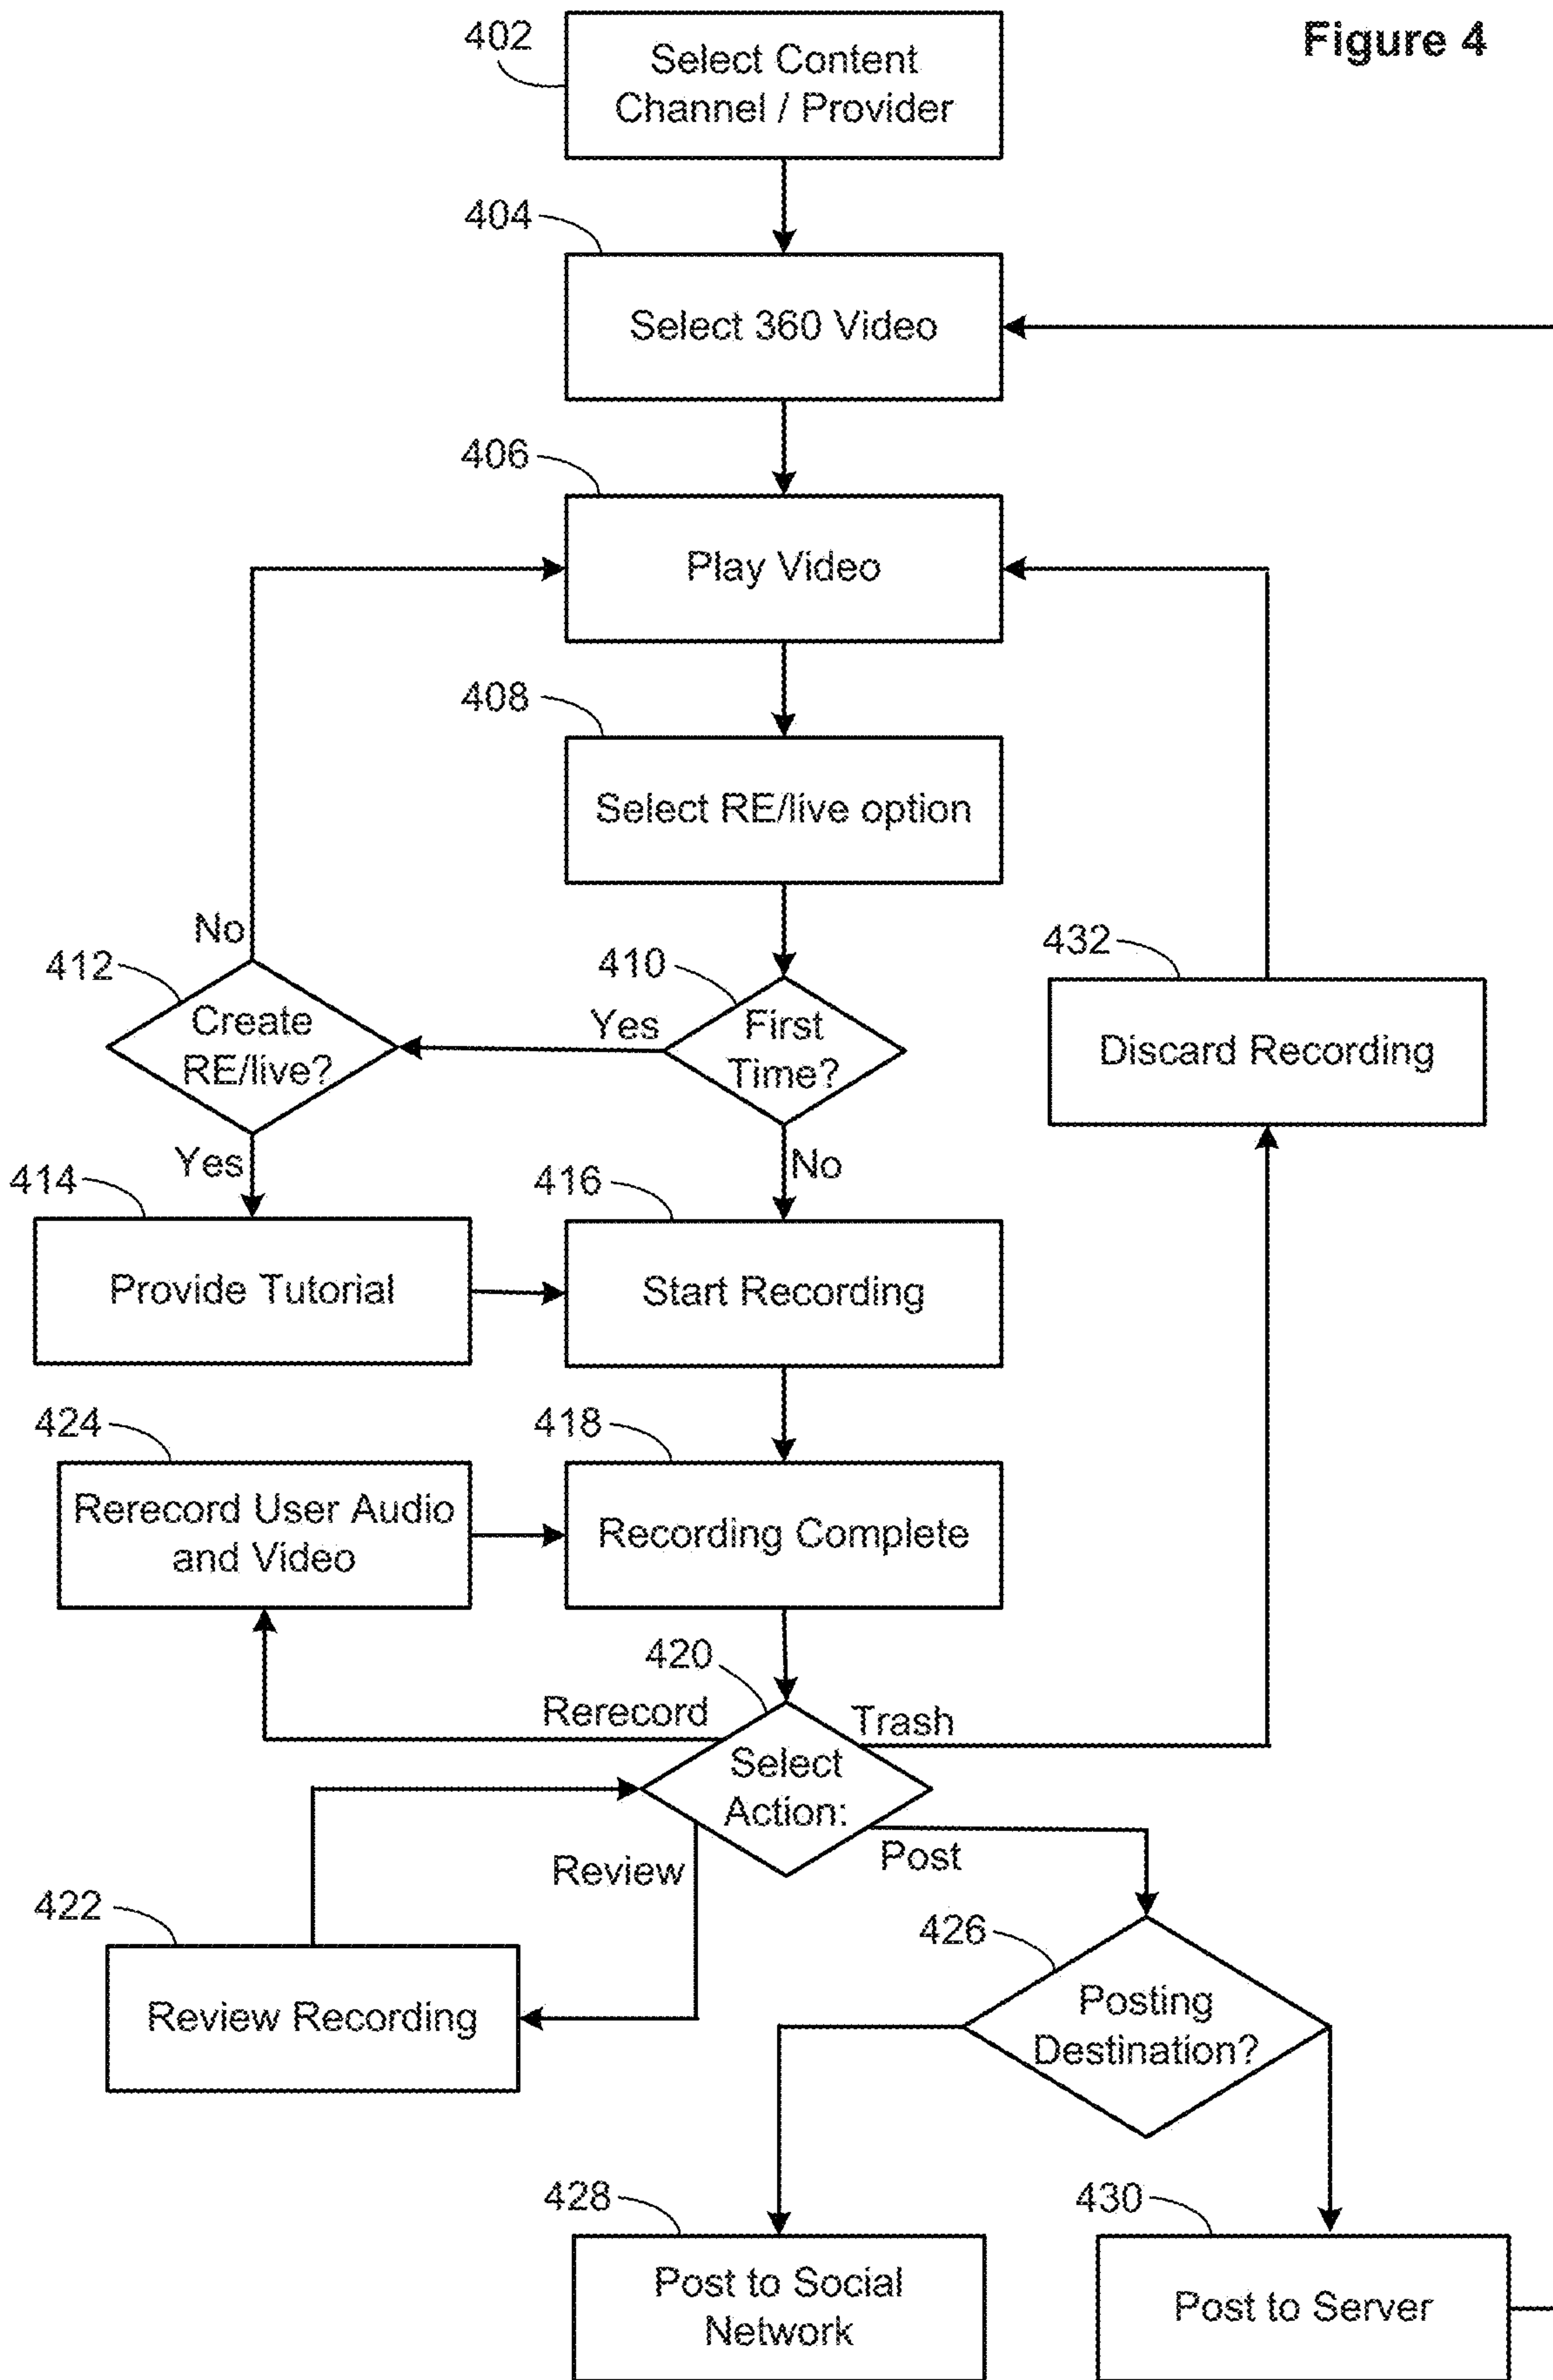 Figure 4
402
Select Content
Channel / Provider
404
Select 360 Video
406
Play Video
408
Select RE/live option
No
412
Create
RE/live?
Yes
410
First
Time?
432
Discard Recording
Yes
No
414
Provide Tutorial
416
Start Recording
424
Rerecord User Audio
and Video
418
Recording Complete
420
Rerecord
Trash
Select
Action:
Review
Post
422
Review Recording
426
Posting
Destination?
428
Post to Social
Network
430
Post to Server